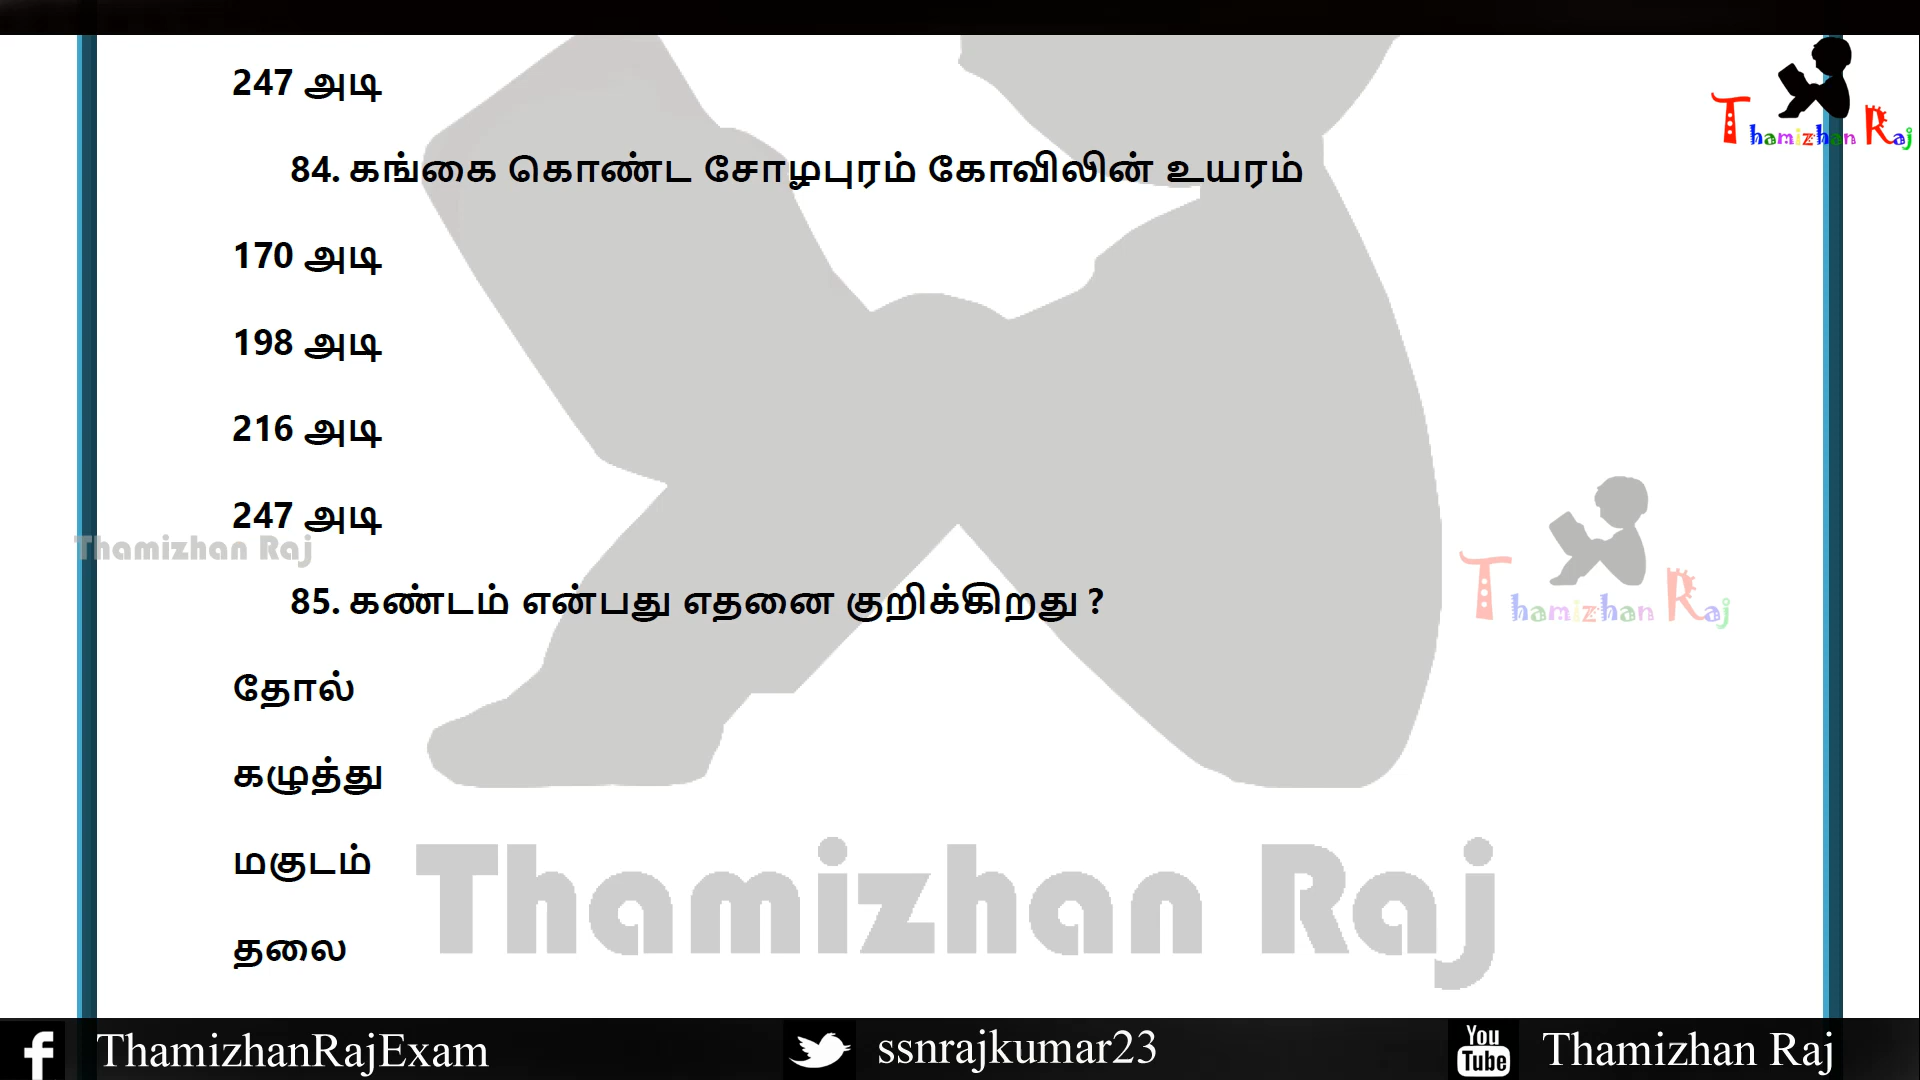 247 அடி
Thamizhan Raj
84. கங்கை கொண்ட சோழபுரம் கோவிலின் உயரம்
170 அடி
198 அடி
216 அடி
247 அடி
Thamizhan Raj
85. கண்டம் என்பது எதனை குறிக்கிறது ?
Thamizhan Raj
தோல்
கழுத்து
மகுடம்
தலை
Thamizhan Raj
ThamizhanRajExam
ssnrajkumar23
You Tube
Thamizhan Raj